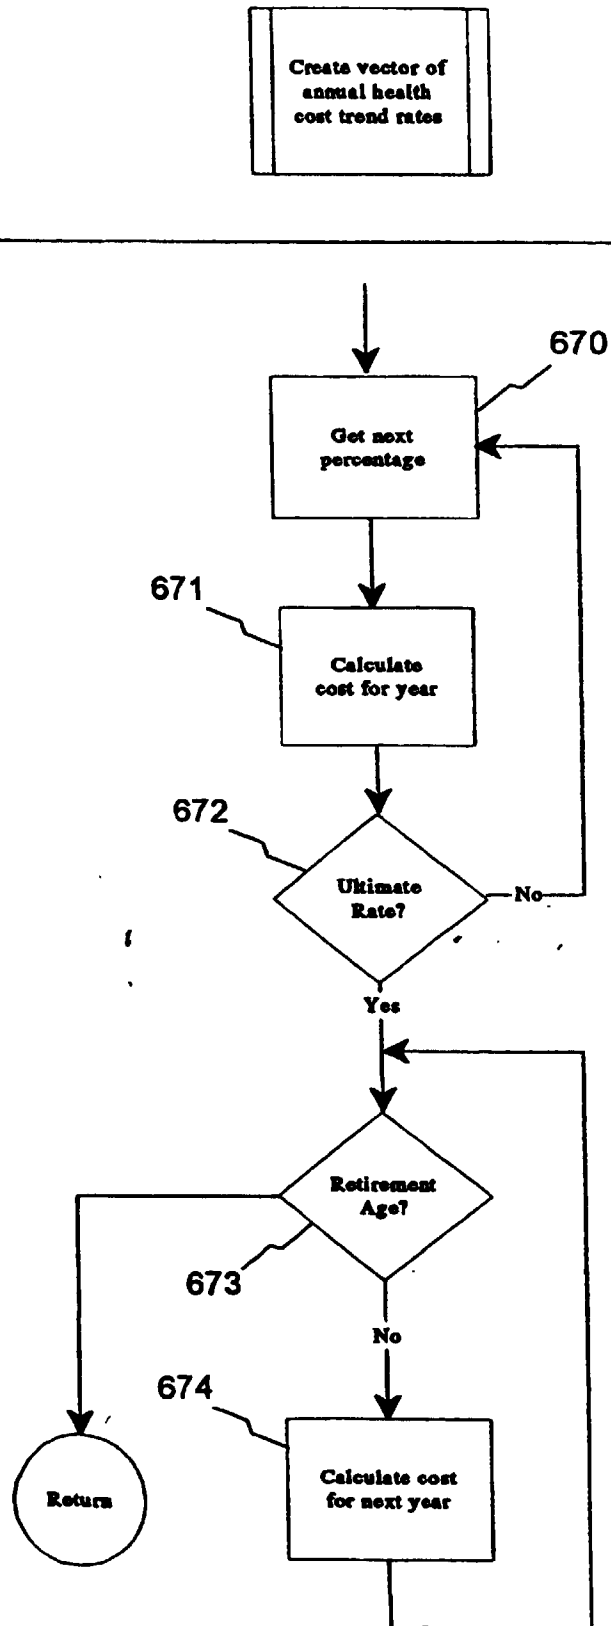 Create vector of
annual health
cost trend rates
670
Get next
percentage
671
Calculate
cost for year
672
Ultimate
Rate?
No
Yes
Retirement
Age?
673
No
674
Calculate cost
for next year
Return